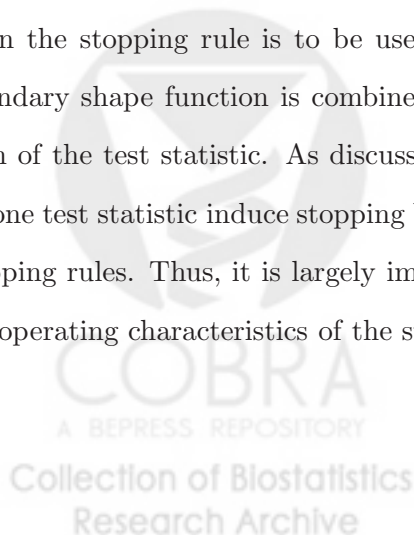 n the stopping rule is to be use
ndary shape function is combine
n of the test statistic. As discuss
one test statistic induce stopping
pping rules. Thus, it is largely im
operating characteristics of the s
COBRA
A BEPRESS REPOSITORY
Collection of Biostatistics
Research Archive